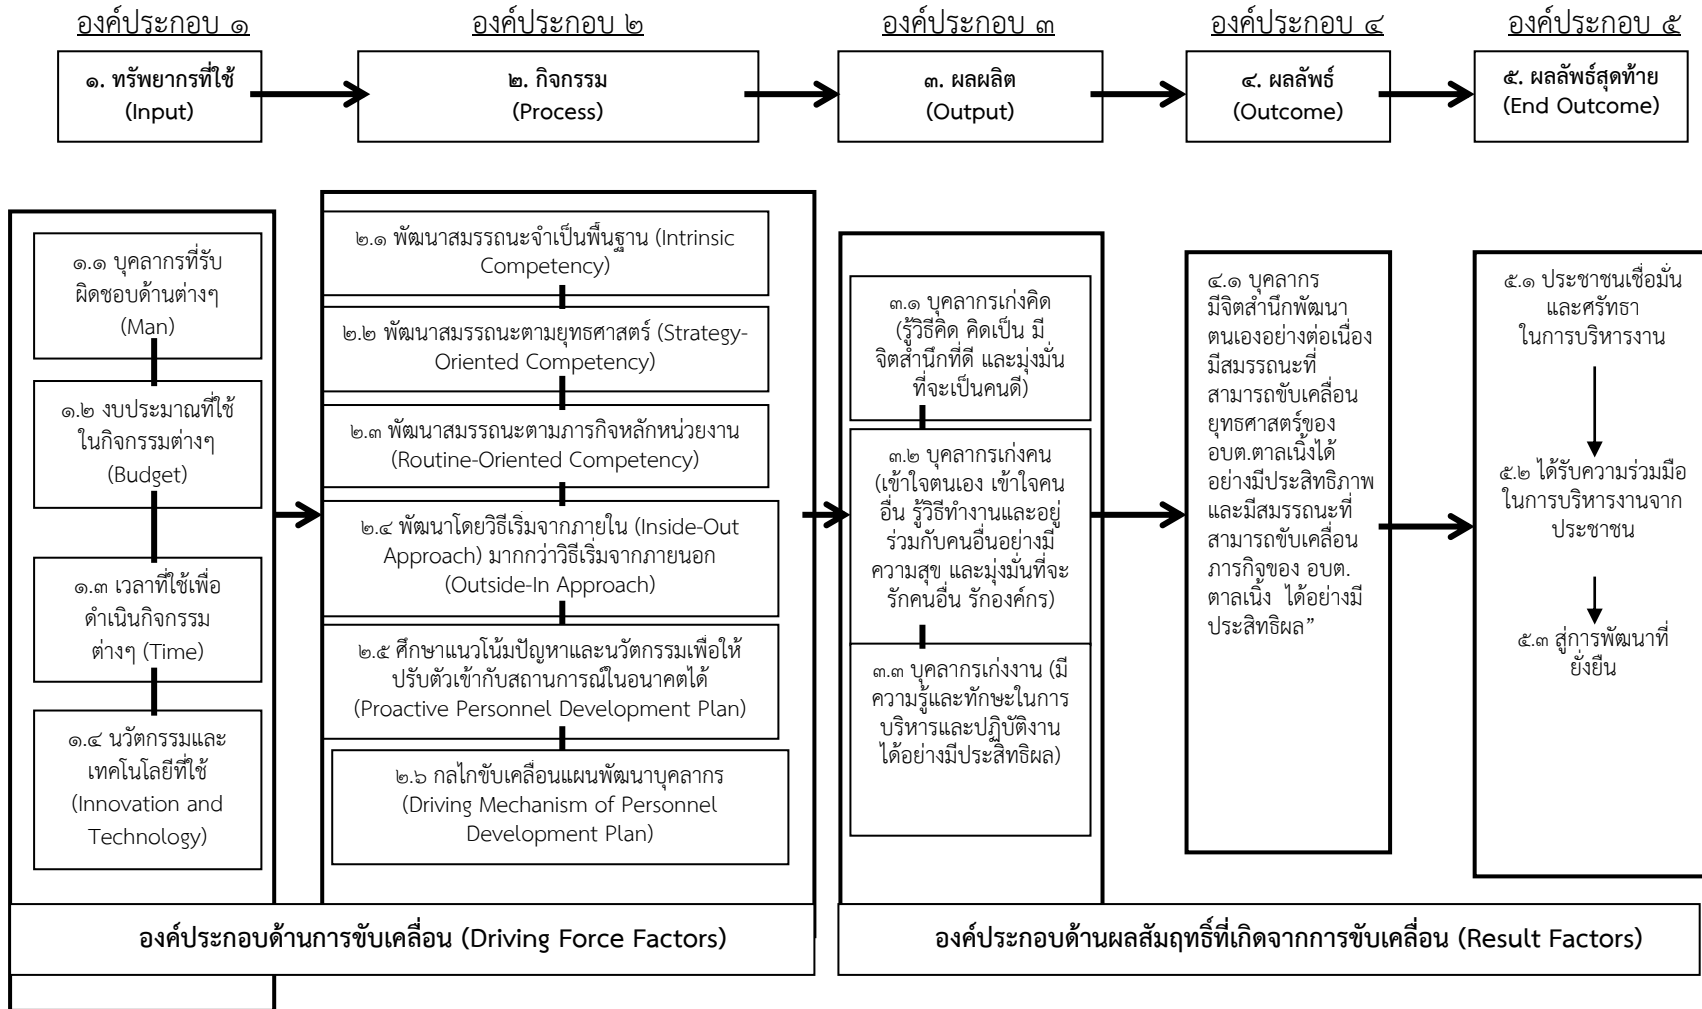 องค์ประกอบ ๑
องค์ประกอบ ๒
องค์ประกอบ ๓
องค์ประกอบ ๔
องค์ประกอบ ๕
๑. ทรัพยากรที่ใช้
(Input)
๒. กิจกรรม
(Process)
๓. ผลผลิต
(Output)
๔. ผลลัพธ์
(Outcome)
๕. ผลลัพธ์สุดท้าย
(End Outcome)
๑.๑ บุคลากรที่รับ
ผิดชอบด้านต่างๆ
(Man)
๑.๒ งบประมาณที่ใช้
ในกิจกรรมต่างๆ
(Budget)
๑.๓ เวลาที่ใช้เพื่อ
ดำเนินกิจกรรม
ต่างๆ (Time)
๑.๔ นวัตกรรมและ
เทคโนโลยีที่ใช้
(Innovation and
Technology)
๒.๑ พัฒนาสมรรถนะจำเป็นพื้นฐาน (Intrinsic
Competency)
๒.๒ พัฒนาสมรรถนะตามยุทธศาสตร์ (Strategy-
Oriented Competency)
๒.๓ พัฒนาสมรรถนะตามภารกิจหลักหน่วยงาน
(Routine-Oriented Competency)
๒.๔ พัฒนาโดยวิธีเริ่มจากภายใน (Inside-Out
Approach) มากกว่าวิธีเริ่มจากภายนอก
(Outside-In Approach)
๒.๕ ศึกษาแนวโน้มปัญหาและนวัตกรรมเพื่อให้
ปรับตัวเข้ากับสถานการณ์ในอนาคตได้
(Proactive Personnel Development Plan)
๒.๖ กลไกขับเคลื่อนแผนพัฒนาบุคลากร
(Driving Mechanism of Personnel
Development Plan)
๓.๑ บุคลากรเก่งคิด
(รู้วิธีคิด คิดเป็น มี
จิตสำนึกที่ดี และมุ่งมั่น
ที่จะเป็นคนดี)
๓.๒ บุคลากรเก่งคน
(เข้าใจตนเอง เข้าใจคน
อื่น รู้วิธีทำงานและอยู่
ร่วมกับคนอื่นอย่างมี
ความสุข และมุ่งมั่นที่จะ
รักคนอื่น รักองค์กร)
๓.๓ บุคลากรเก่งงาน (มี
ความรู้และทักษะในการ
บริหารและปฏิบัติงาน
ได้อย่างมีประสิทธิผล)
๔.๑ บุคลากร
มีจิตสำนึกพัฒนา
ตนเองอย่างต่อเนื่อง
มีสมรรถนะที่
สามารถขับเคลื่อน
ยุทธศาสตร์ของ
อบต.ตาลเนิ้งได้
อย่างมีประสิทธิภาพ
และมีสมรรถนะที่
สามารถขับเคลื่อน
ภารกิจของ อบต.
ตาลเนิ้ง ได้อย่างมี
ประสิทธิผล”
๕.๑ ประชาชนเชื่อมั่น
และศรัทธา
ในการบริหารงาน
๕.๒ ได้รับความร่วมมือ
ในการบริหารงานจาก
ประชาชน
๕.๓ สู่การพัฒนาที่
ยั่งยืน
องค์ประกอบด้านการขับเคลื่อน (Driving Force Factors)
องค์ประกอบด้านผลสัมฤทธิ์ที่เกิดจากการขับเคลื่อน (Result Factors)